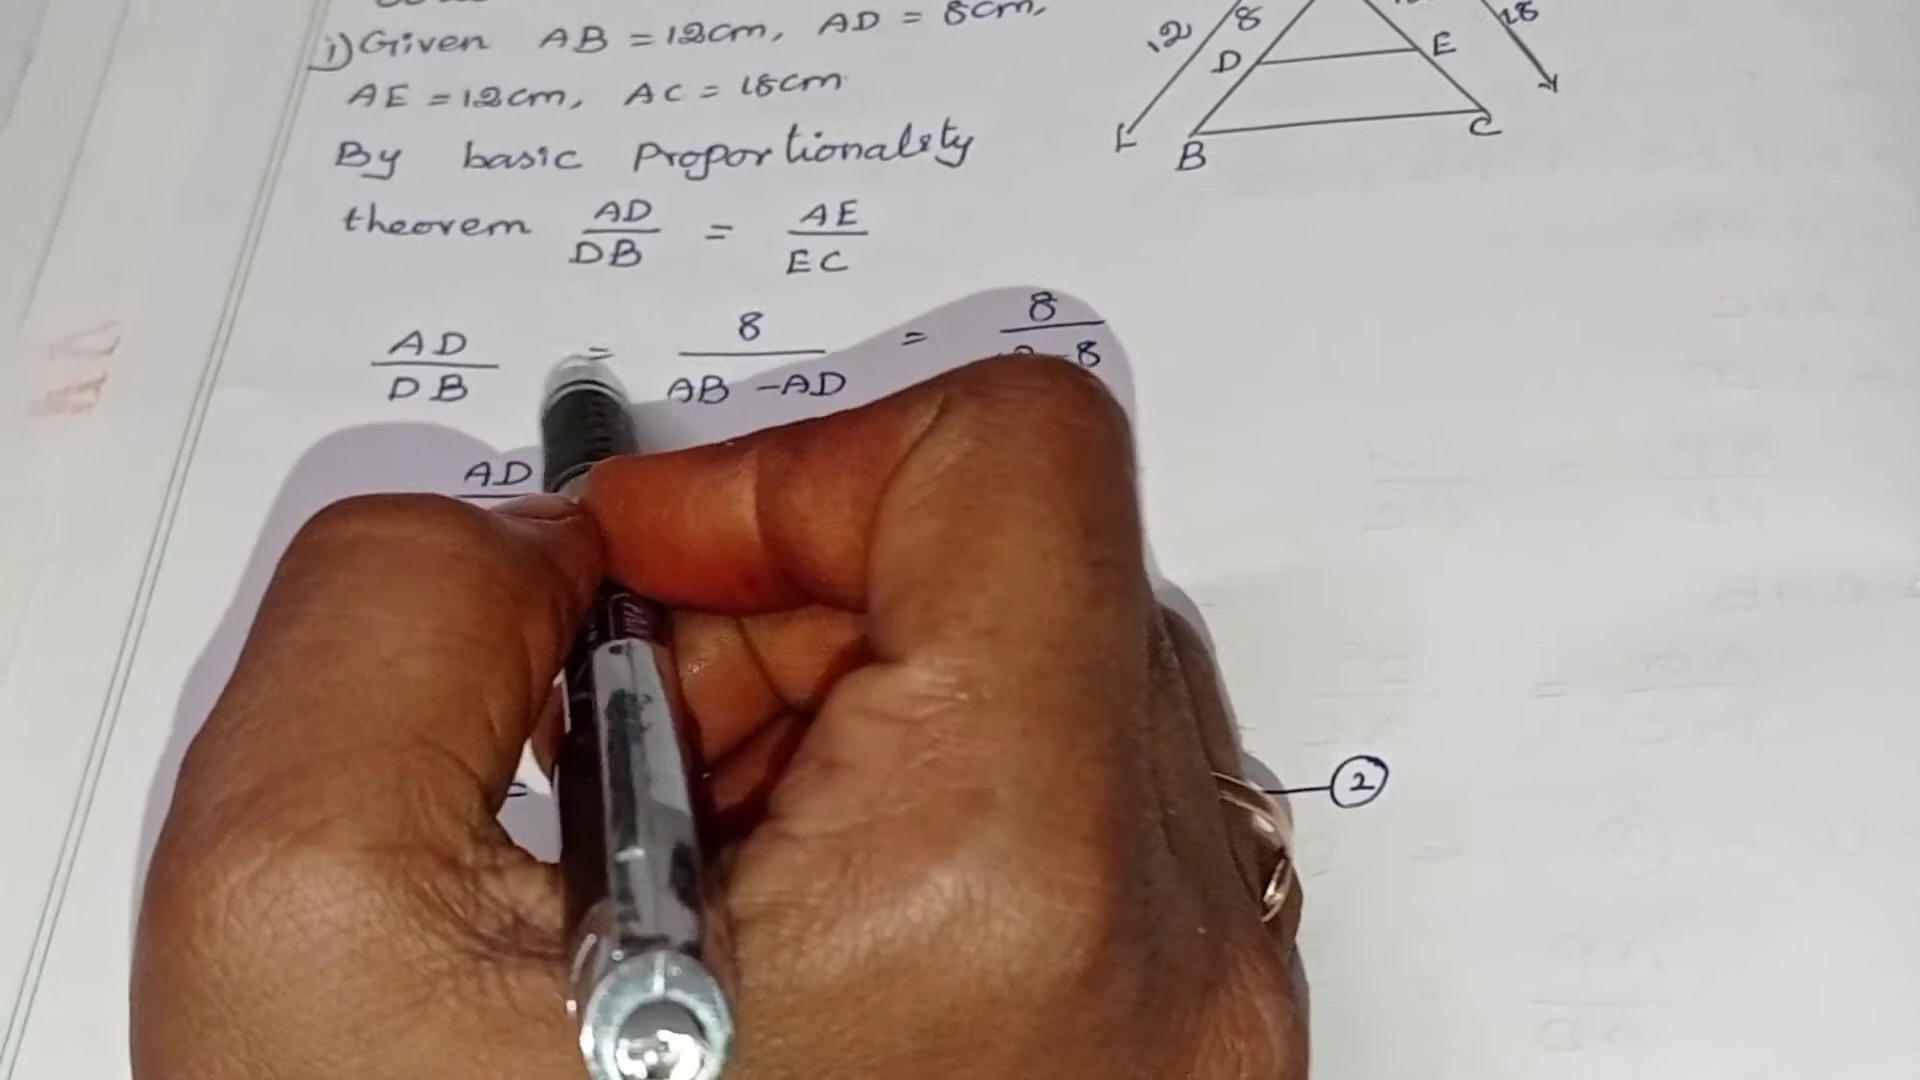 i) Given AB = 12cm, AD = 8cm,
AE = 12cm, AC = 18cm
By basic Proportionality
theorem AD/DB = AE/EC
AD/DB = 8/AB - AD = 8/ - 8
AD
=
2
12
8
18
D
E
B
C